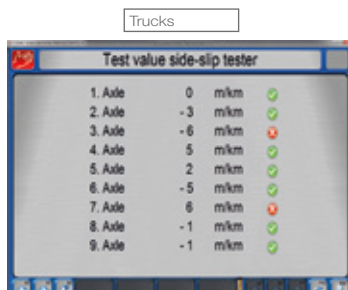 Trucks
Test value side-slip tester
1. Axle 0 m/km
2. Axle - 3 m/km
3. Axle - 6 m/km
4. Axle 5 m/km
5. Axle 2 m/km
6. Axle - 5 m/km
7. Axle 6 m/km
8. Axle - 1 m/km
9. Axle - 1 m/km